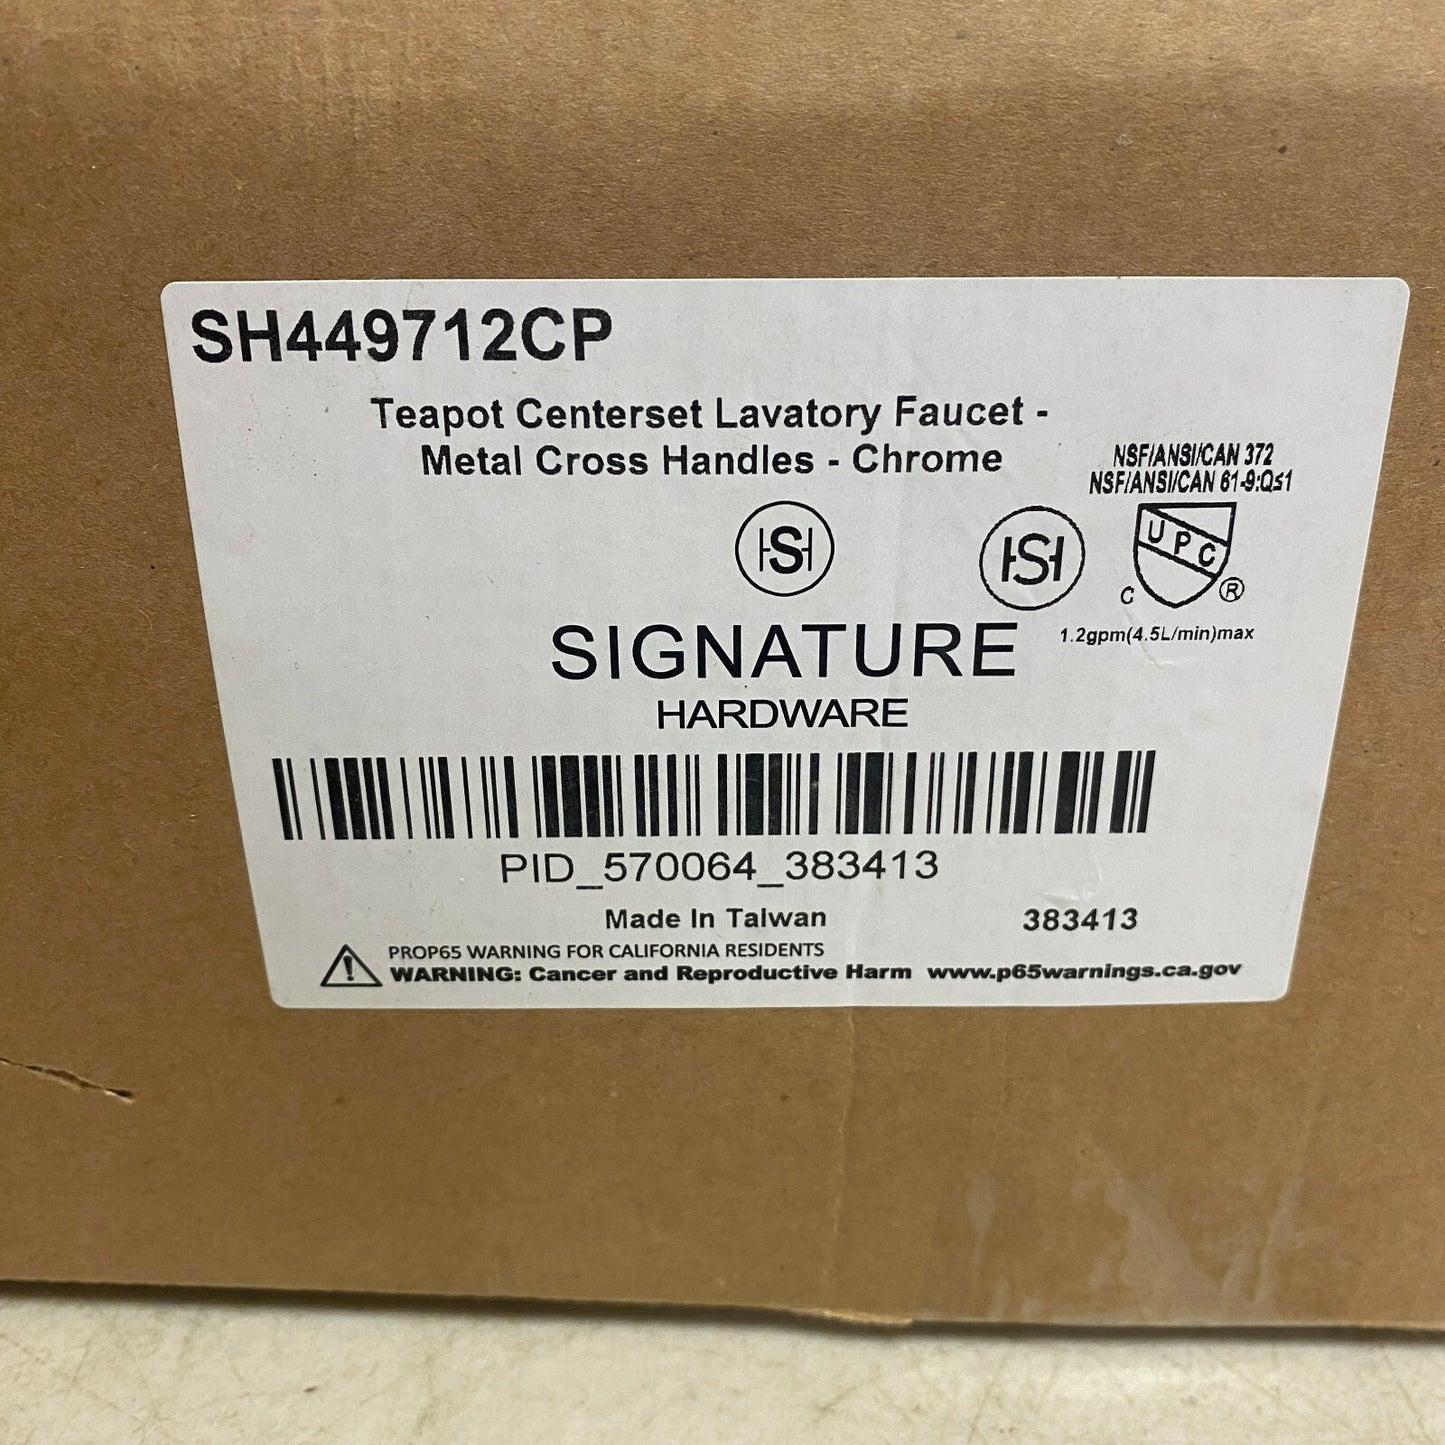 SH449712CP
Teapot Centerset Lavatory Faucet -
Metal Cross Handles - Chrome
NSF/ANSI/CAN 372
NSF/ANSI/CAN 61-9:Q≤1
HSH
HSH
UPC
C ®
1.2gpm(4.5L/min)max
SIGNATURE
HARDWARE
PID_570064_383413
Made In Taiwan
383413
PROP65 WARNING FOR CALIFORNIA RESIDENTS
WARNING: Cancer and Reproductive Harm www.p65warnings.ca.gov